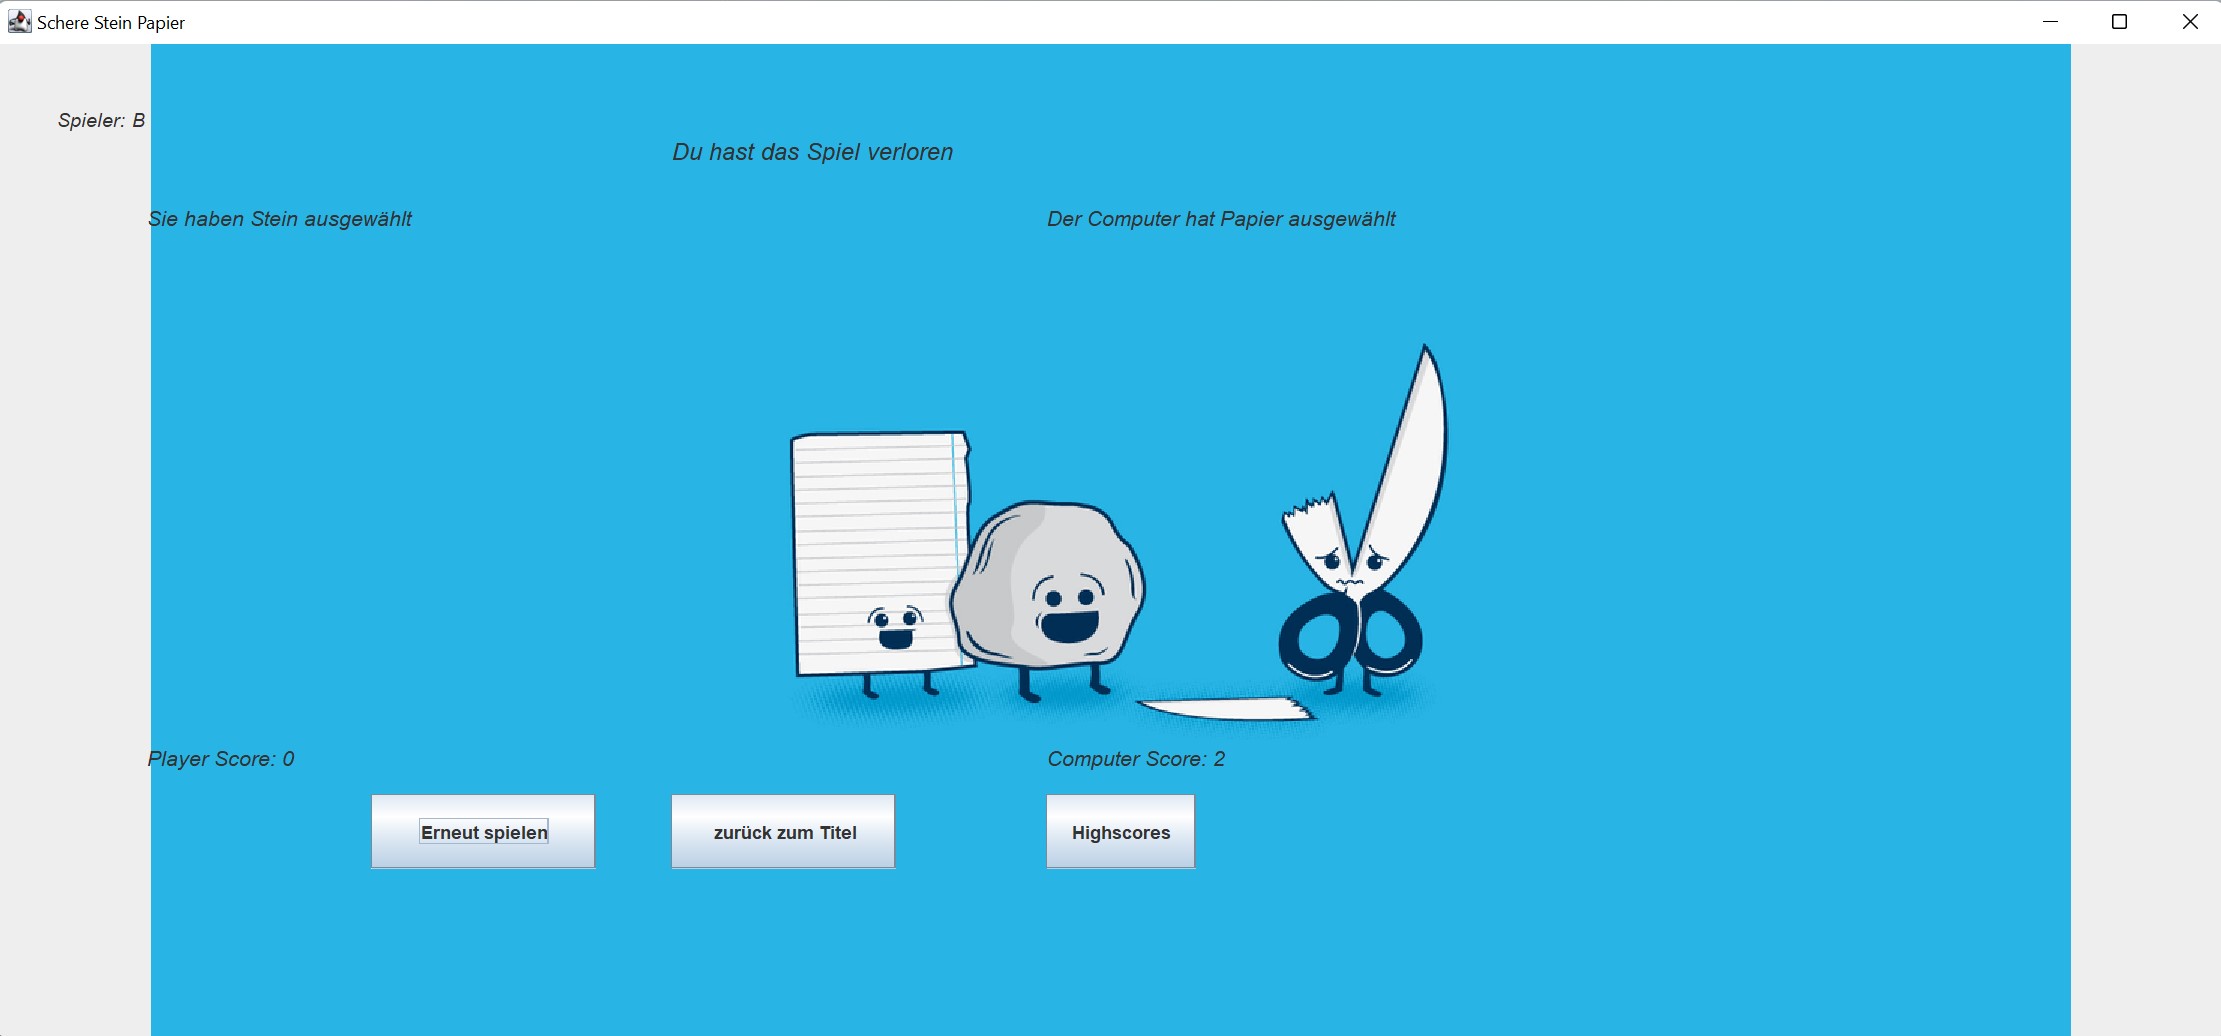 Schere Stein Papier
Spieler: B
Du hast das Spiel verloren
Sie haben Stein ausgewählt
Der Computer hat Papier ausgewählt
Player Score: 0
Computer Score: 2
Erneut spielen
zurück zum Titel
Highscores